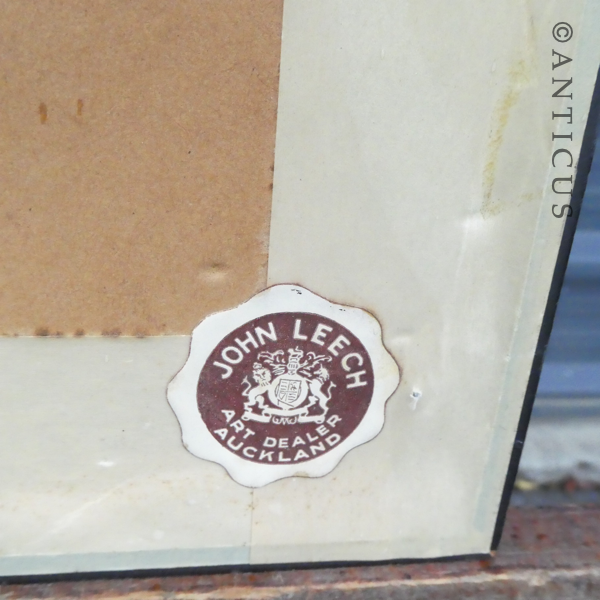 JOHN LEECH
ART DEALER
AUCKLAND
© ANTICUS